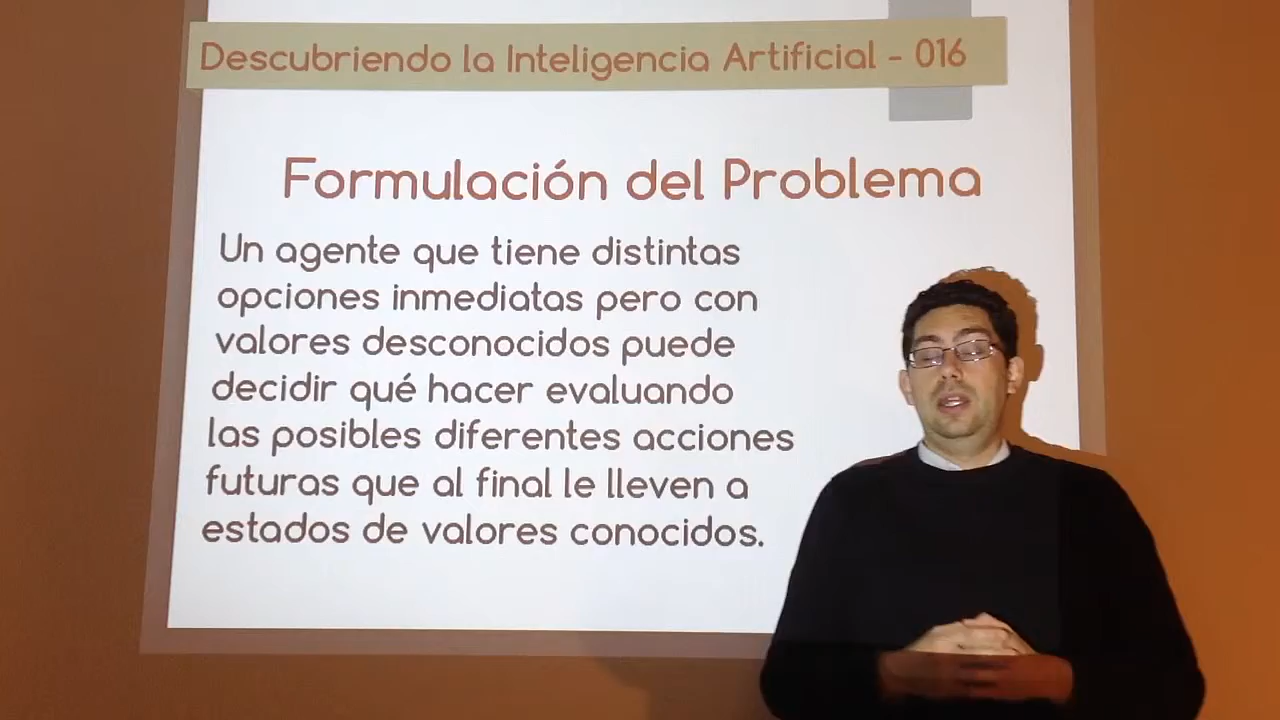 Descubriendo la Inteligencia Artificial - 016
Formulación del Problema
Un agente que tiene distintas
opciones inmediatas pero con
valores desconocidos puede
decidir qué hacer evaluando
las posibles diferentes acciones
futuras que al final le lleven a
estados de valores conocidos.